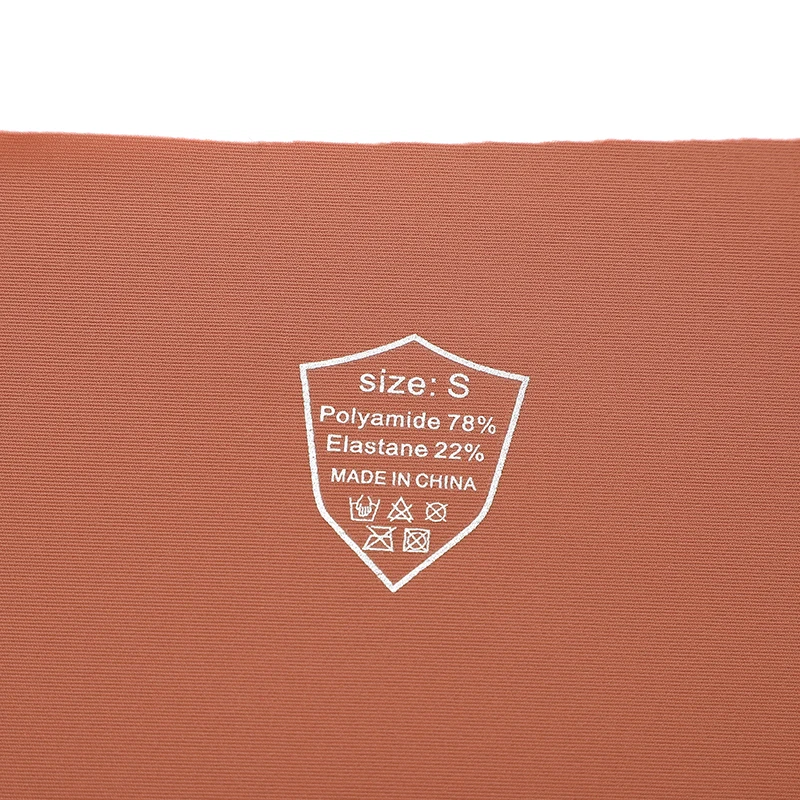 size: S
Polyamide 78%
Elastane 22%
MADE IN CHINA